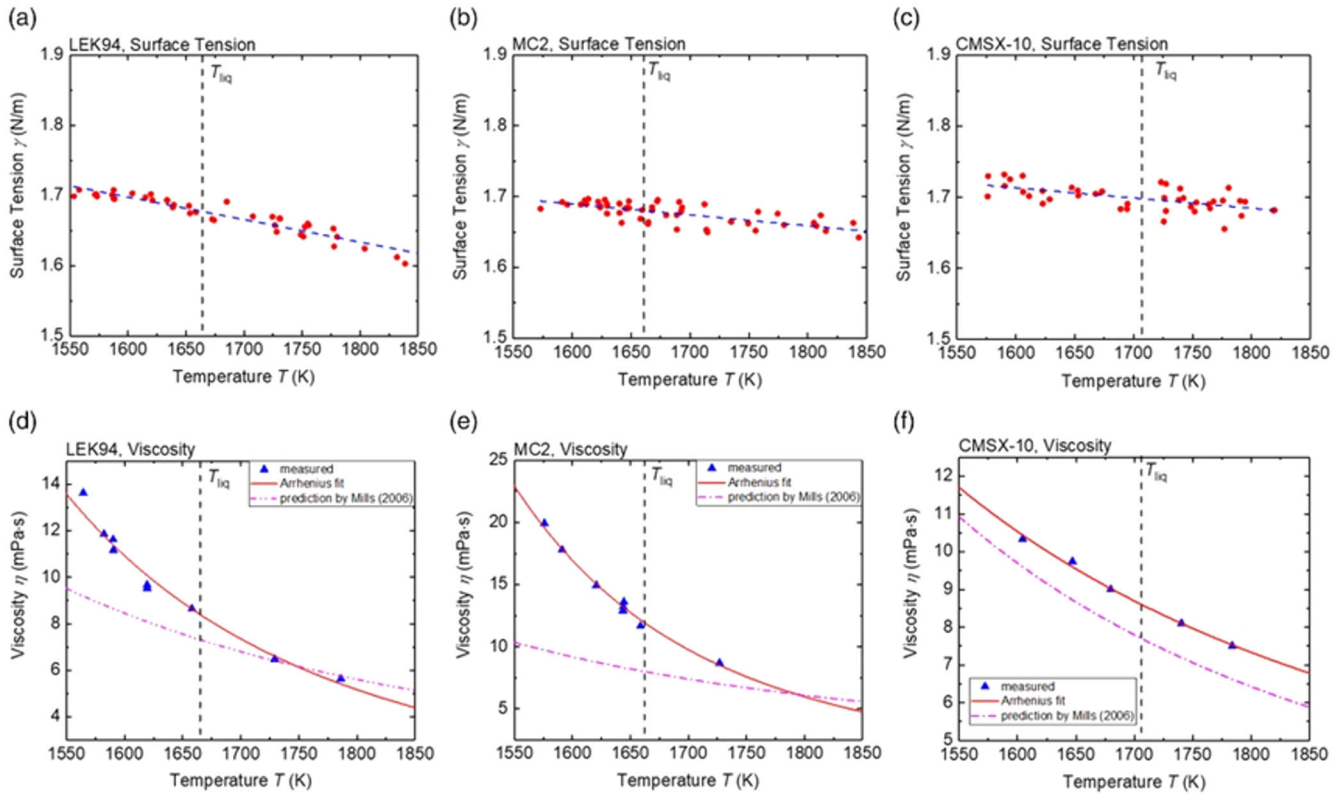 (a)
LEK94, Surface Tension
1.9
1.8
1.7
1.6
1.5
Surface Tension γ (N/m)
Tliq
1550 1600 1650 1700 1750 1800 1850
Temperature T (K)
(b)
MC2, Surface Tension
1.9
1.8
1.7
1.6
1.5
Surface Tension γ (N/m)
Tliq
1550 1600 1650 1700 1750 1800 1850
Temperature T (K)
(c)
CMSX-10, Surface Tension
1.9
1.8
1.7
1.6
1.5
Surface Tension γ (N/m)
Tliq
1550 1600 1650 1700 1750 1800 1850
Temperature T (K)
(d)
LEK94, Viscosity
14
12
10
8
6
4
Viscosity η (mPa·s)
Tliq
measured
Arrhenius fit
prediction by Mills (2006)
1550 1600 1650 1700 1750 1800 1850
Temperature T (K)
(e)
MC2, Viscosity
25
20
15
10
5
Viscosity η (mPa·s)
Tliq
measured
Arrhenius fit
prediction by Mills (2006)
1550 1600 1650 1700 1750 1800 1850
Temperature T (K)
(f)
CMSX-10, Viscosity
12
11
10
9
8
7
6
5
Viscosity η (mPa·s)
Tliq
measured
Arrhenius fit
prediction by Mills (2006)
1550 1600 1650 1700 1750 1800 1850
Temperature T (K)